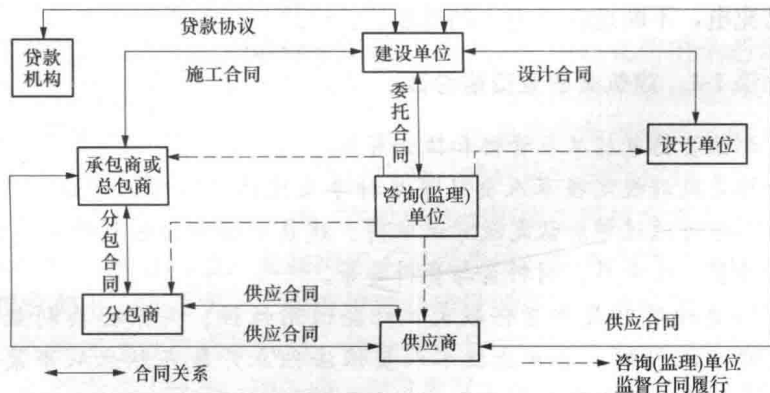 贷款协议
贷款
机构
建设单位
施工合同
设计合同
委托合同
设计单位
承包商或
总包商
咨询(监理)
单位
分包合同
分包商
供应合同
供应合同
供应商
供应合同
合同关系
咨询(监理)单位
监督合同履行